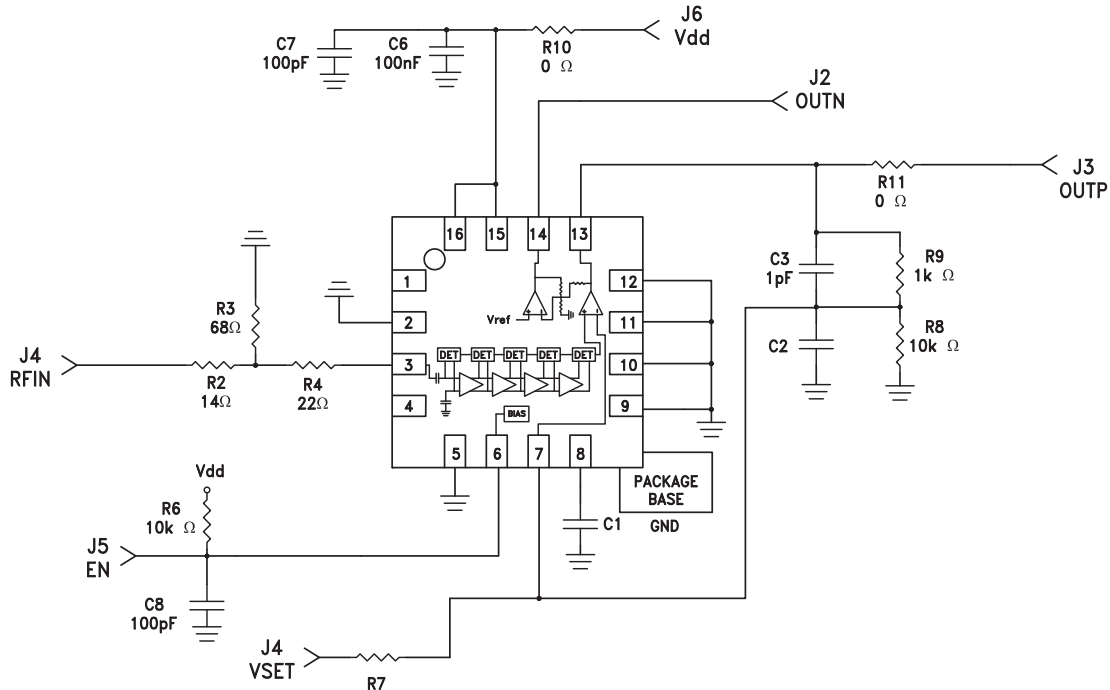 J6
Vdd
C7
100pF
C6
100nF
R10
0 Ω
J2
OUTN
J3
OUTP
R11
0 Ω
16
15
14
13
C3
1pF
R9
1k Ω
1
12
R3
68Ω
2
Vref
11
C2
R8
10k Ω
J4
RFIN
R2
14Ω
R4
22Ω
3
DET
DET
DET
DET
DET
10
4
BIAS
9
5
6
7
8
PACKAGE
BASE
GND
Vdd
R6
10k Ω
C1
J5
EN
C8
100pF
J4
VSET
R7